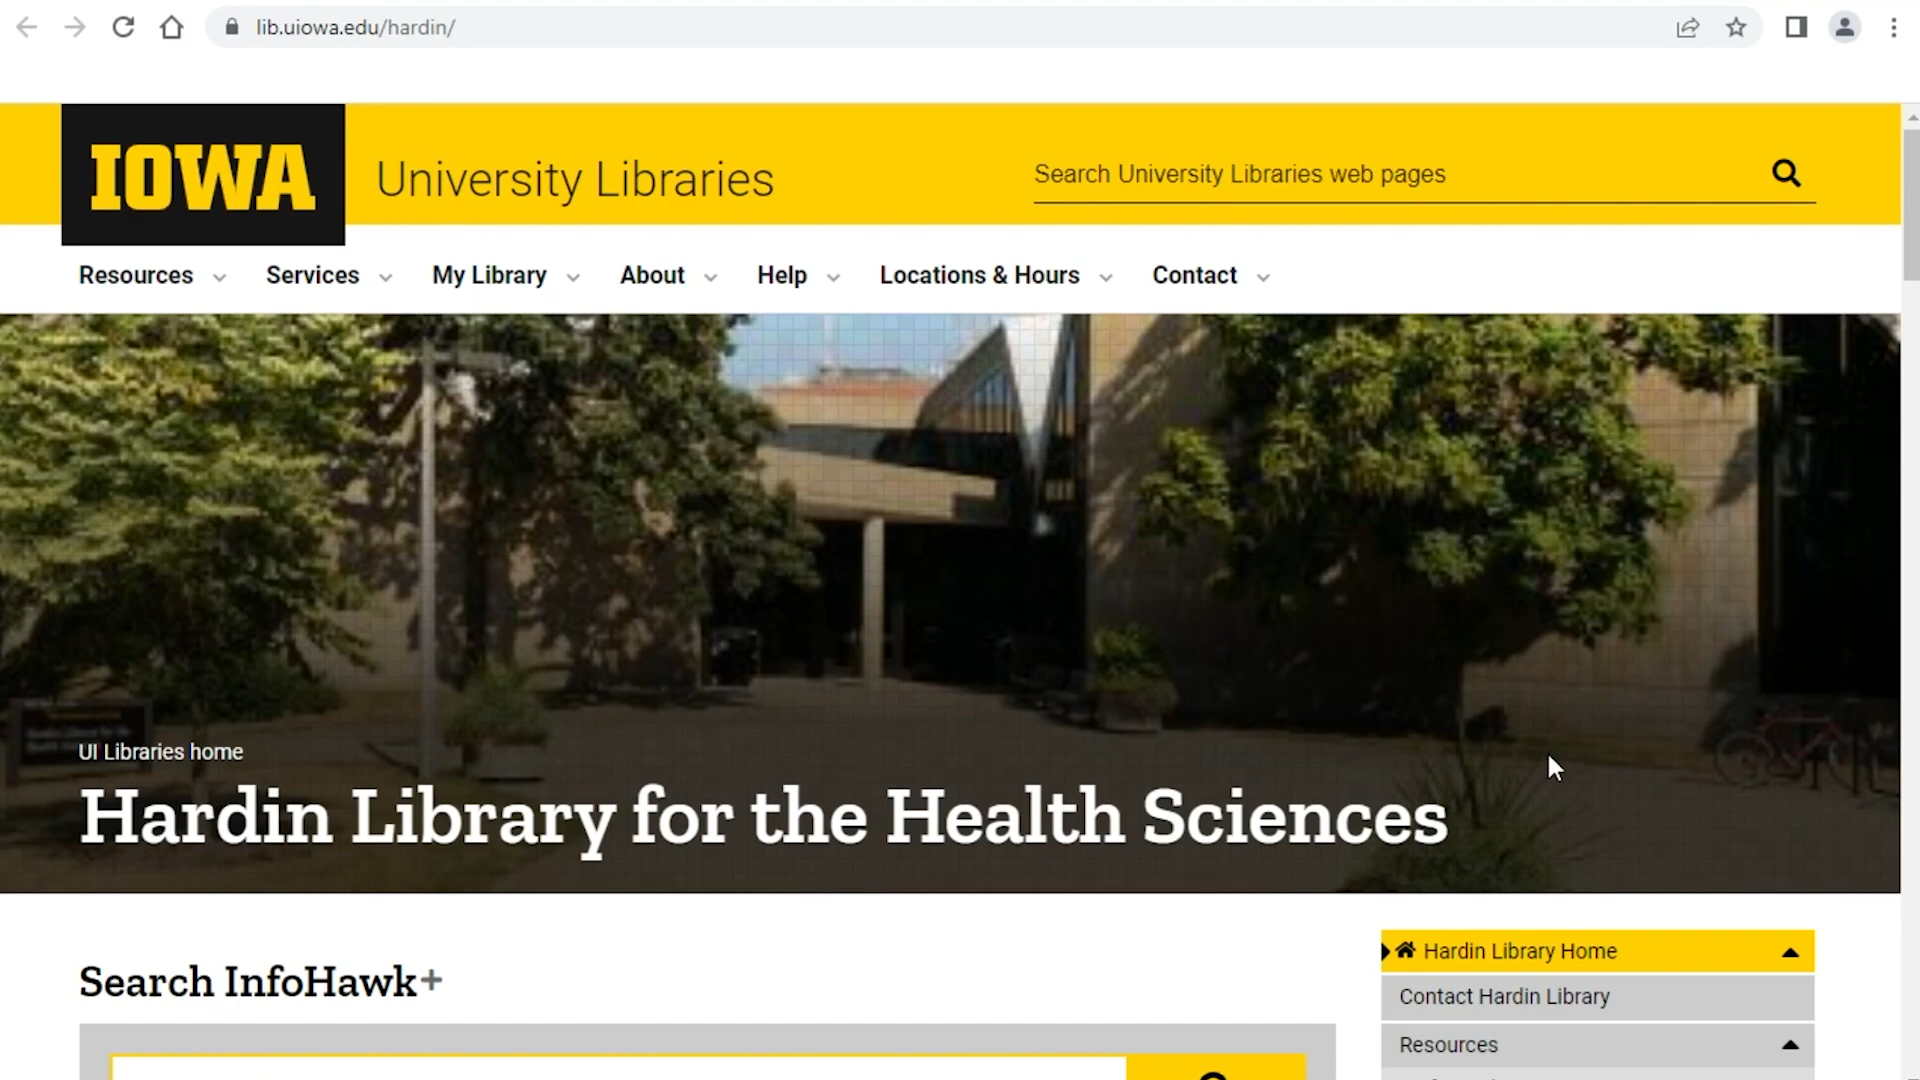 lib.uiowa.edu/hardin/
IOWA
University Libraries
Search University Libraries web pages
Resources
Services
My Library
About
Help
Locations & Hours
Contact
UI Libraries home
Hardin Library for the Health Sciences
Search InfoHawk+
Hardin Library Home
Contact Hardin Library
Resources